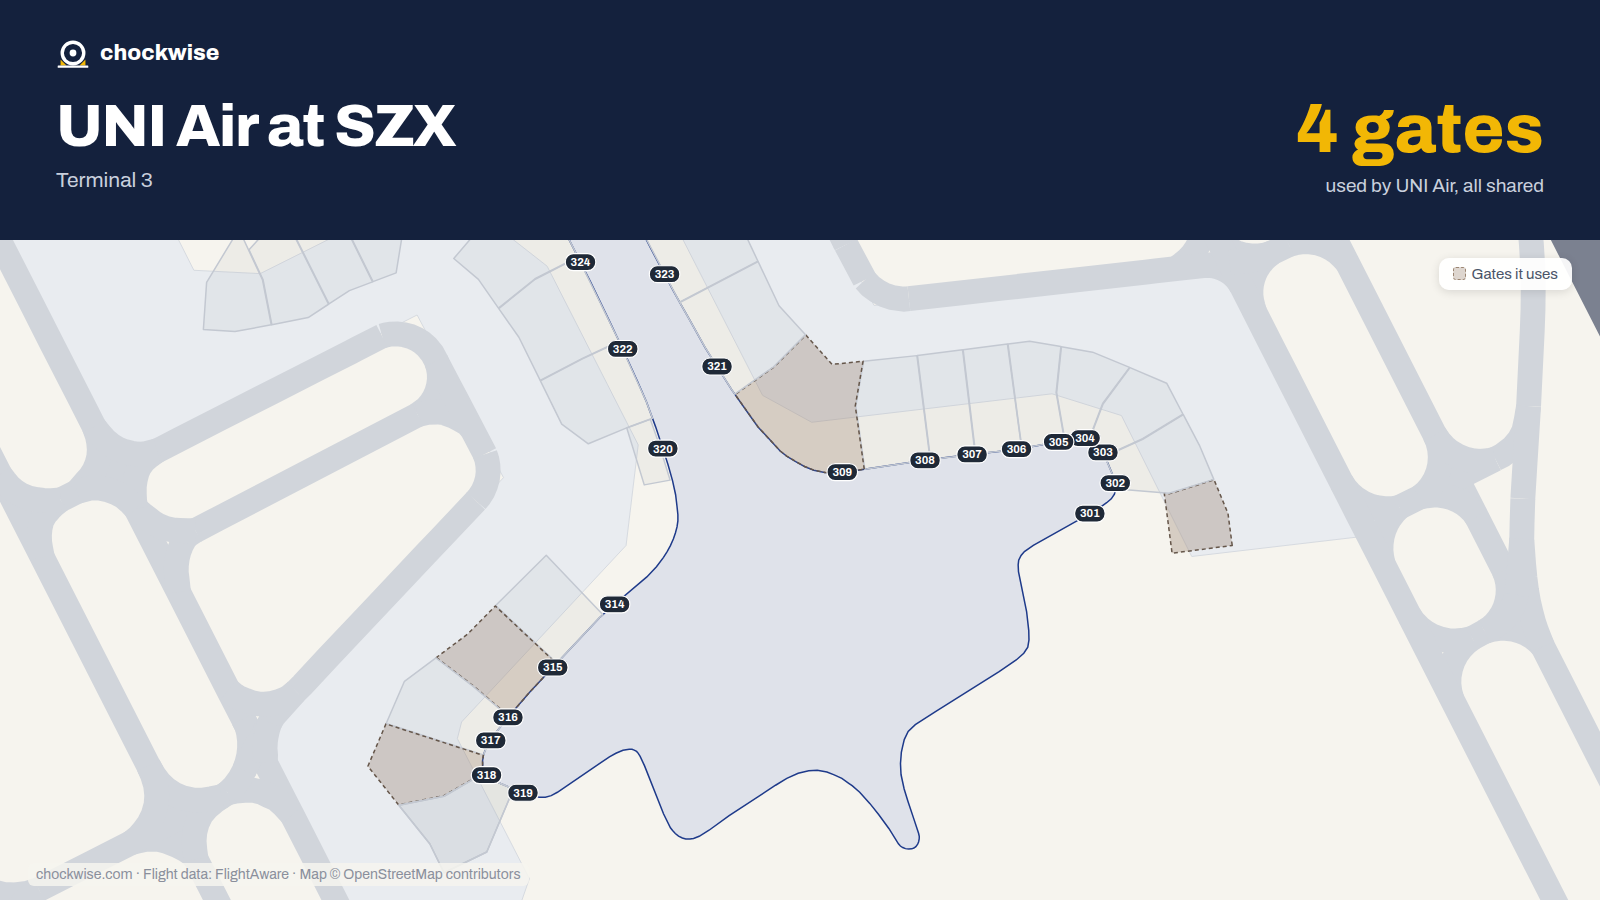 chockwise
UNI Air at SZX
Terminal 3
4 gates
used by UNI Air, all shared
Gates it uses
324
323
322
321
320
309
308
307
306
305
304
303
302
301
314
315
316
317
318
319
chockwise.com · Flight data: FlightAware · Map © OpenStreetMap contributors